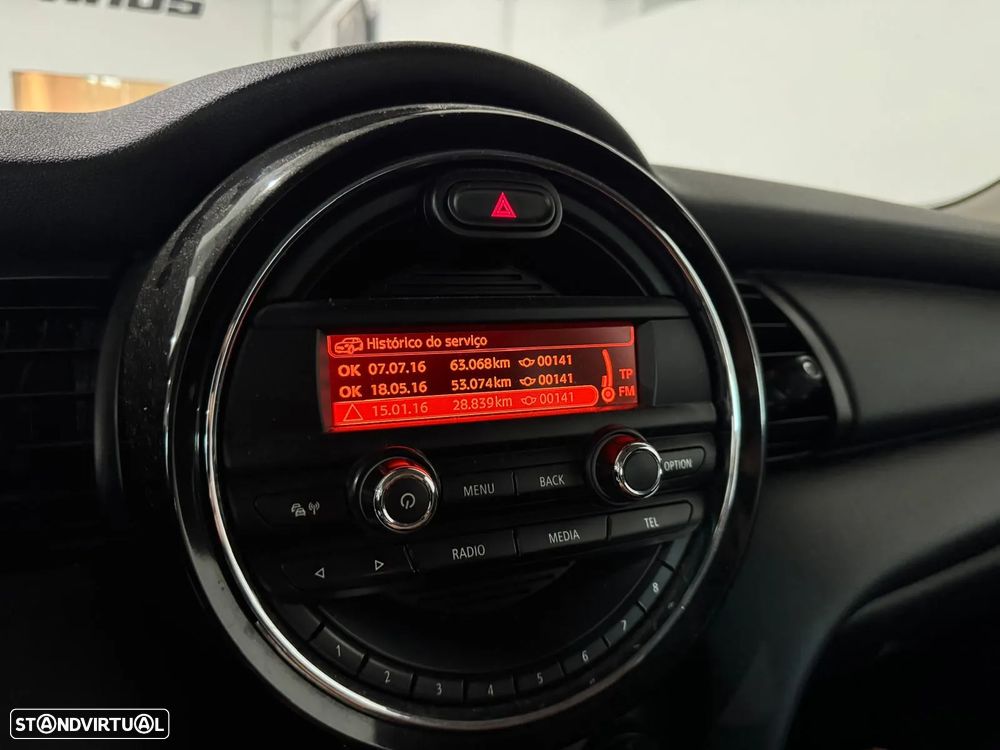 Histórico do serviço
OK 07.07.16 63.068km 00141
OK 18.05.16 53.074km 00141
15.01.16 28.839km 00141
TP
FM
MENU
BACK
OPTION
RADIO
MEDIA
TEL
1 2 3 4 5 6 7 8
STANDVIRTUAL